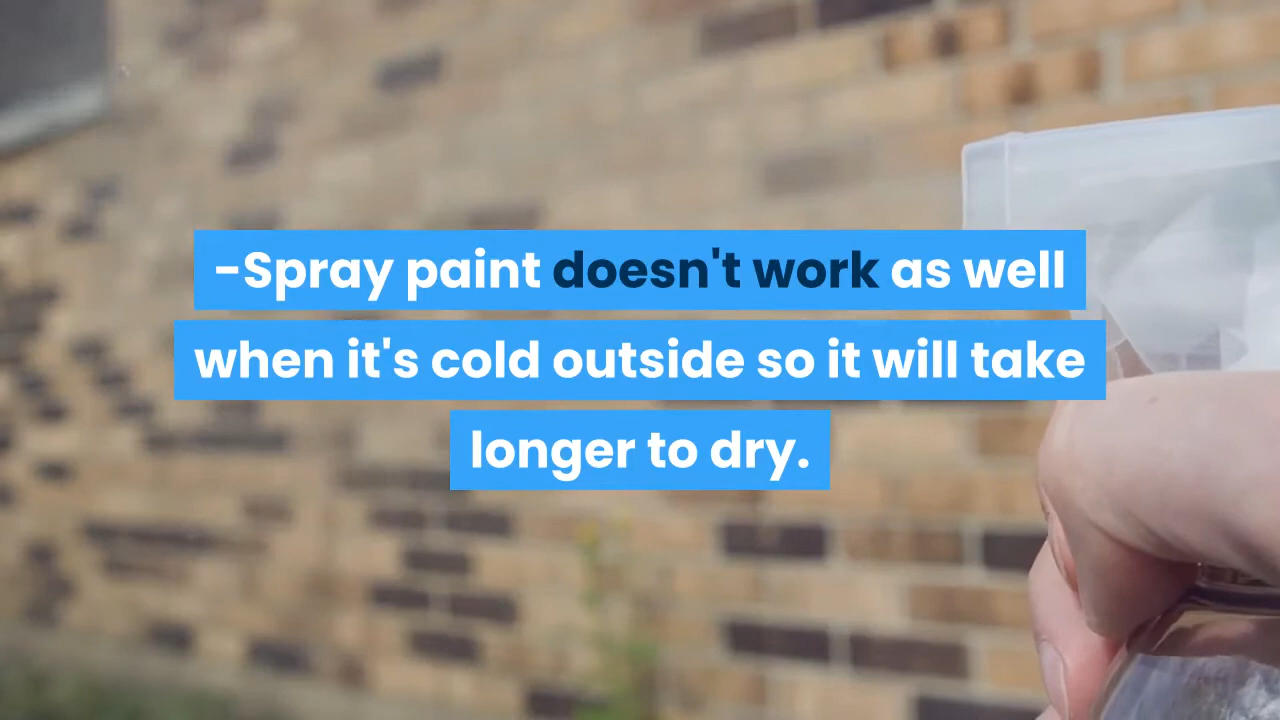 -Spray paint doesn't work as well
when it's cold outside so it will take
longer to dry.